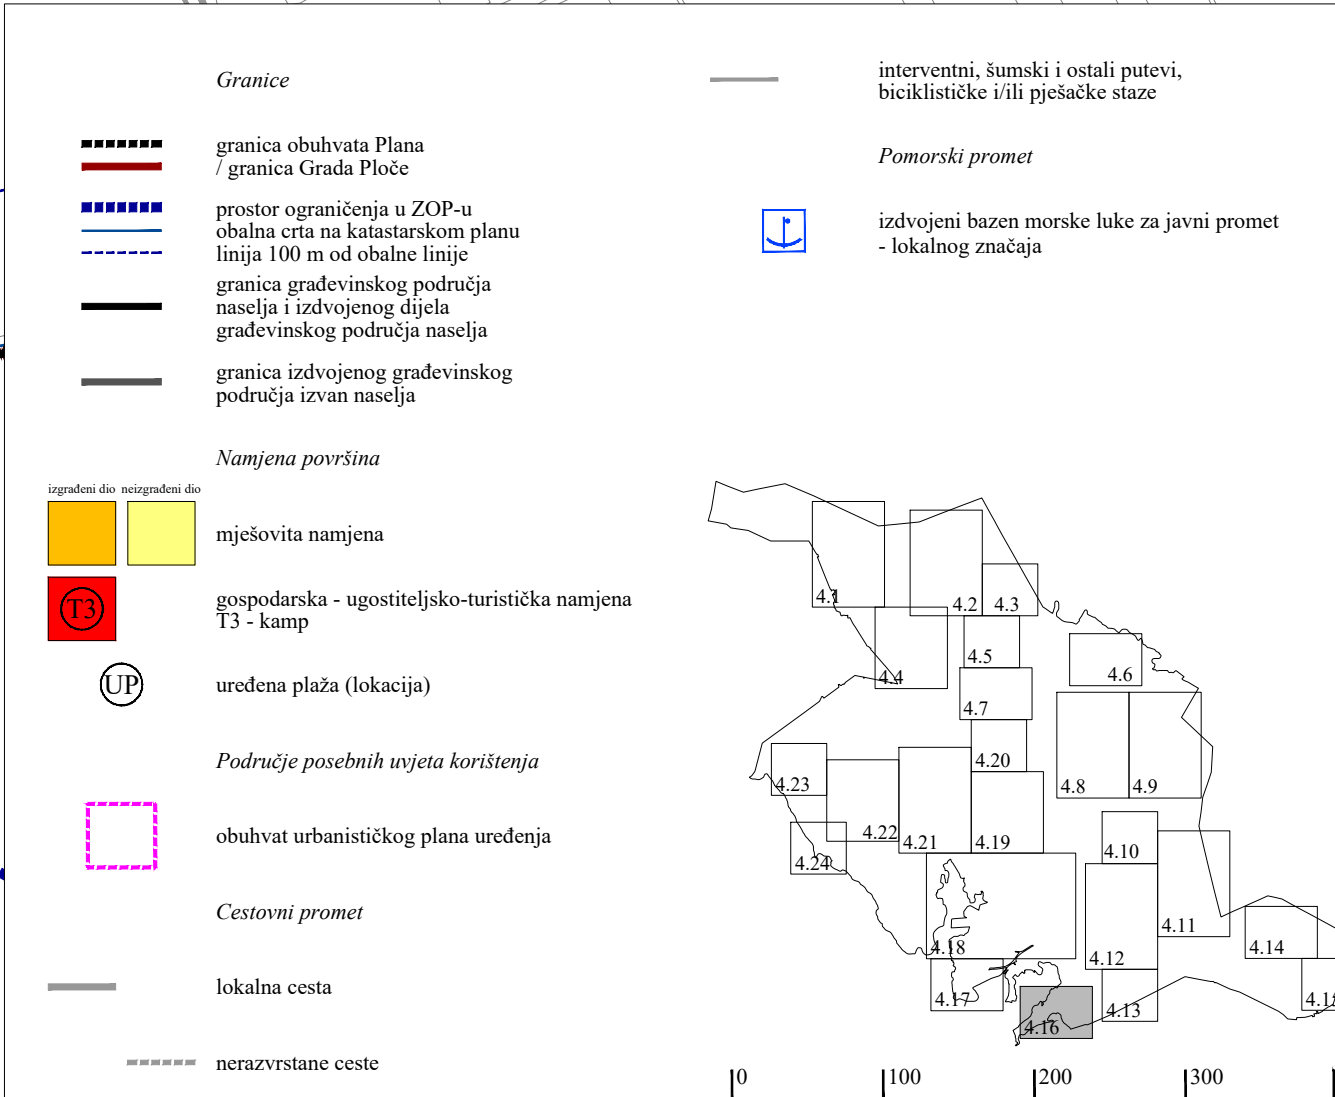 Granice
granica obuhvata Plana
/ granica Grada Ploče
prostor ograničenja u ZOP-u
obalna crta na katastarskom planu
linija 100 m od obalne linije
granica građevinskog područja
naselja i izdvojenog dijela
građevinskog područja naselja
granica izdvojenog građevinskog
područja izvan naselja
Namjena površina
izgrađeni dio neizgrađeni dio
mješovita namjena
T3
gospodarska - ugostiteljsko-turistička namjena
T3 - kamp
UP
uređena plaža (lokacija)
Područje posebnih uvjeta korištenja
obuhvat urbanističkog plana uređenja
Cestovni promet
lokalna cesta
nerazvrstane ceste
interventni, šumski i ostali putevi,
biciklističke i/ili pješačke staze
Pomorski promet
izdvojeni bazen morske luke za javni promet
- lokalnog značaja
4.1
4.2
4.3
4.4
4.5
4.6
4.7
4.20
4.23
4.8
4.9
4.22
4.21
4.19
4.24
4.10
4.11
4.18
4.12
4.14
4.17
4.16
4.13
0 100 200 300